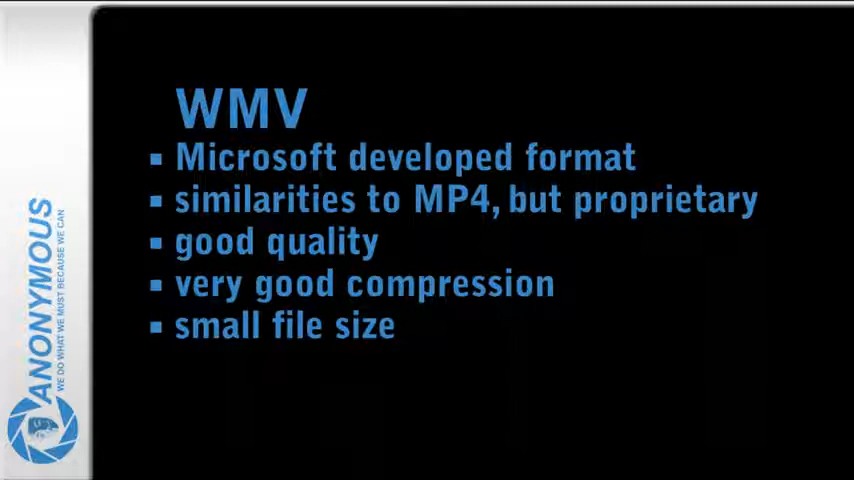 WMV
▪ Microsoft developed format
▪ similarities to MP4, but proprietary
▪ good quality
▪ very good compression
▪ small file size
ANONYMOUS
WE DO WHAT WE MUST BECAUSE WE CAN